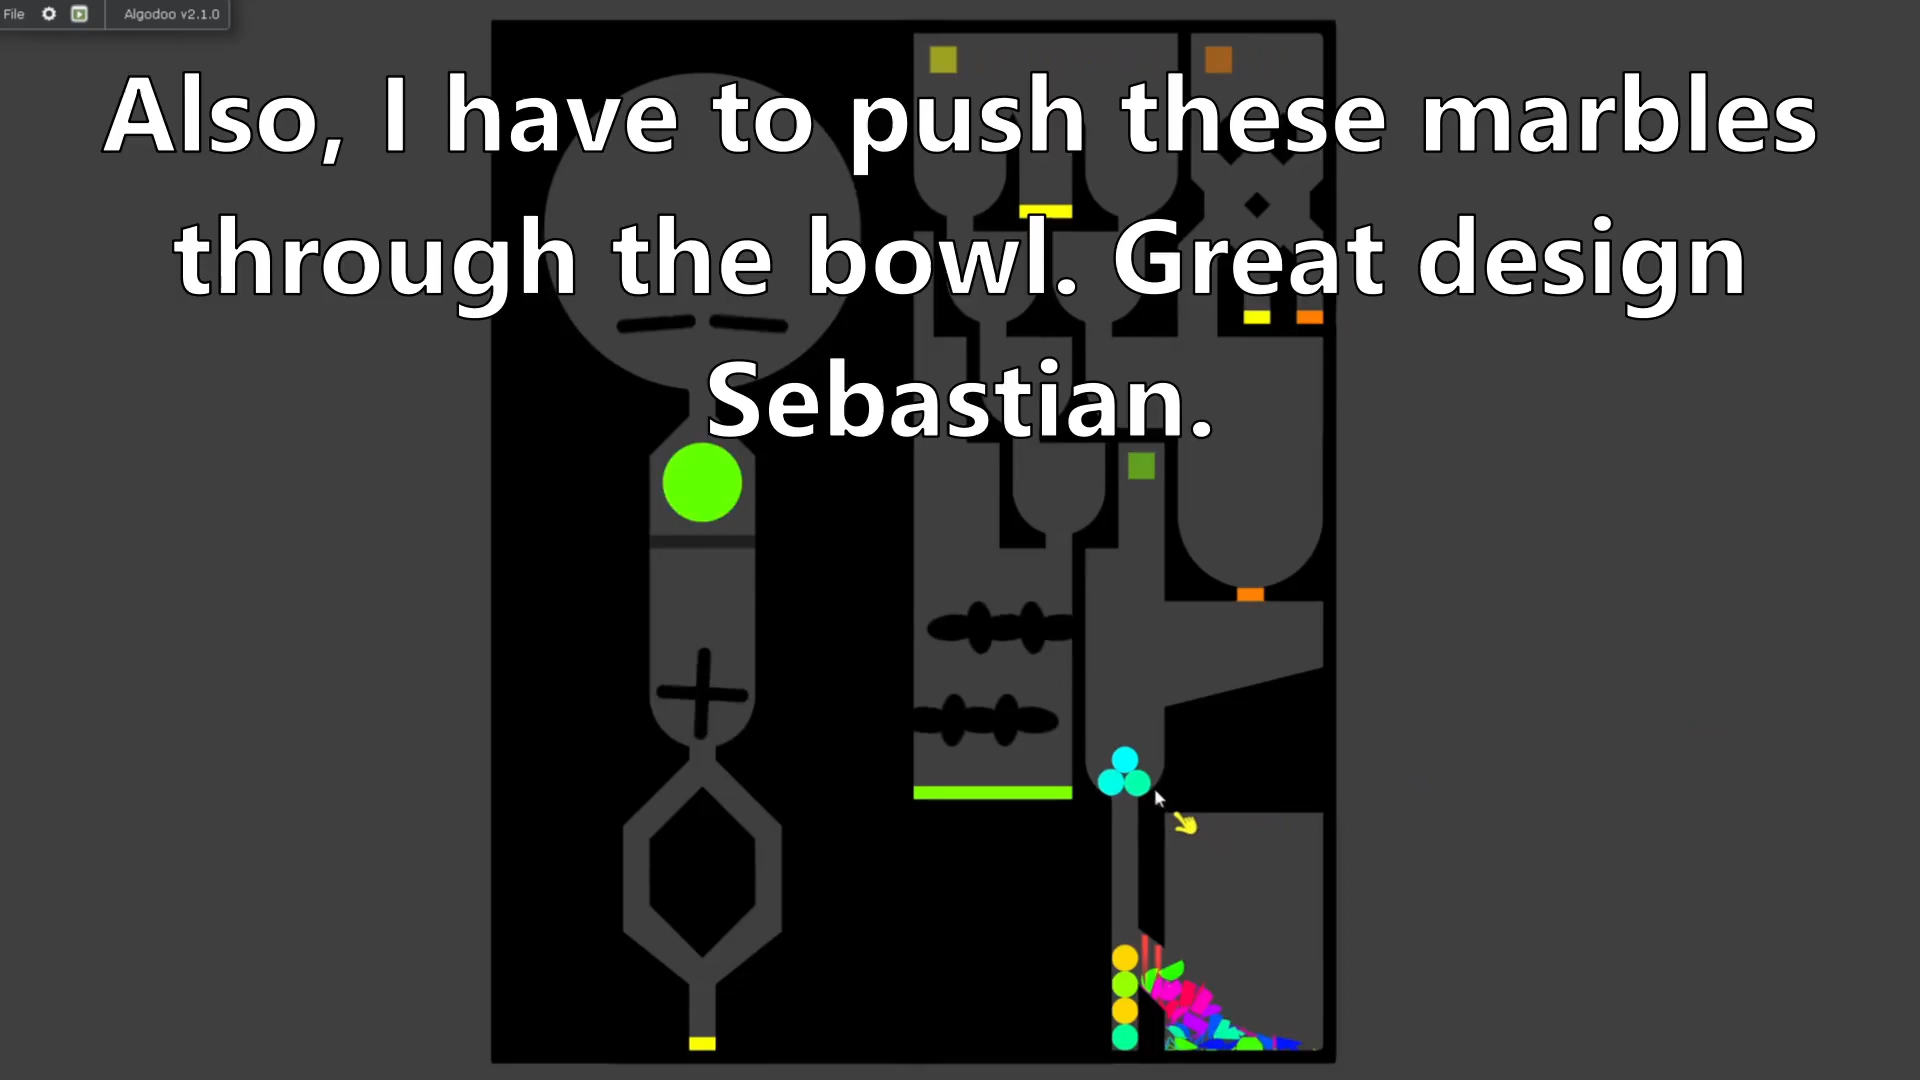 File Algodoo v2.1.0
Also, I have to push these marbles
through the bowl. Great design
Sebastian.